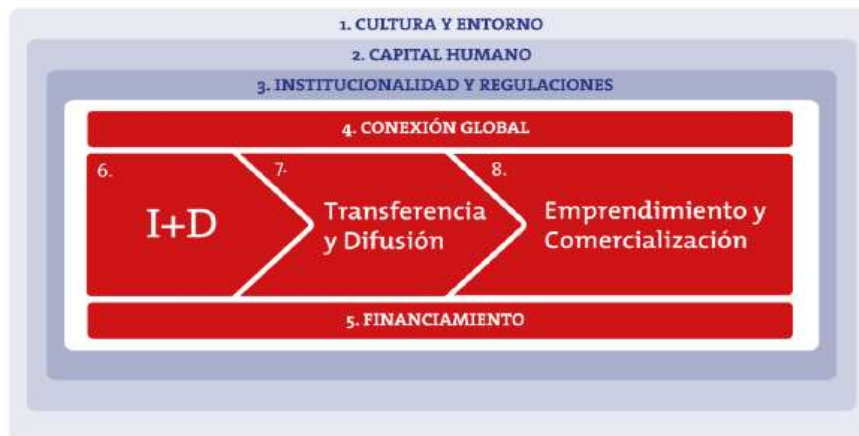 1. CULTURA Y ENTORNO
2. CAPITAL HUMANO
3. INSTITUCIONALIDAD Y REGULACIONES
4. CONEXIÓN GLOBAL
6.
I+D
7.
Transferencia
y Difusión
8.
Emprendimiento y
Comercialización
5. FINANCIAMIENTO